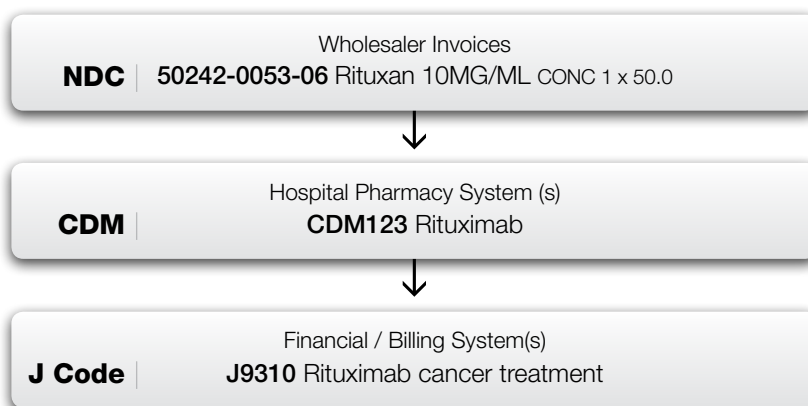 Wholesaler Invoices
NDC 50242-0053-06 Rituxan 10MG/ML CONC 1 x 50.0
Hospital Pharmacy System (s)
CDM CDM123 Rituximab
Financial / Billing System(s)
J Code J9310 Rituximab cancer treatment